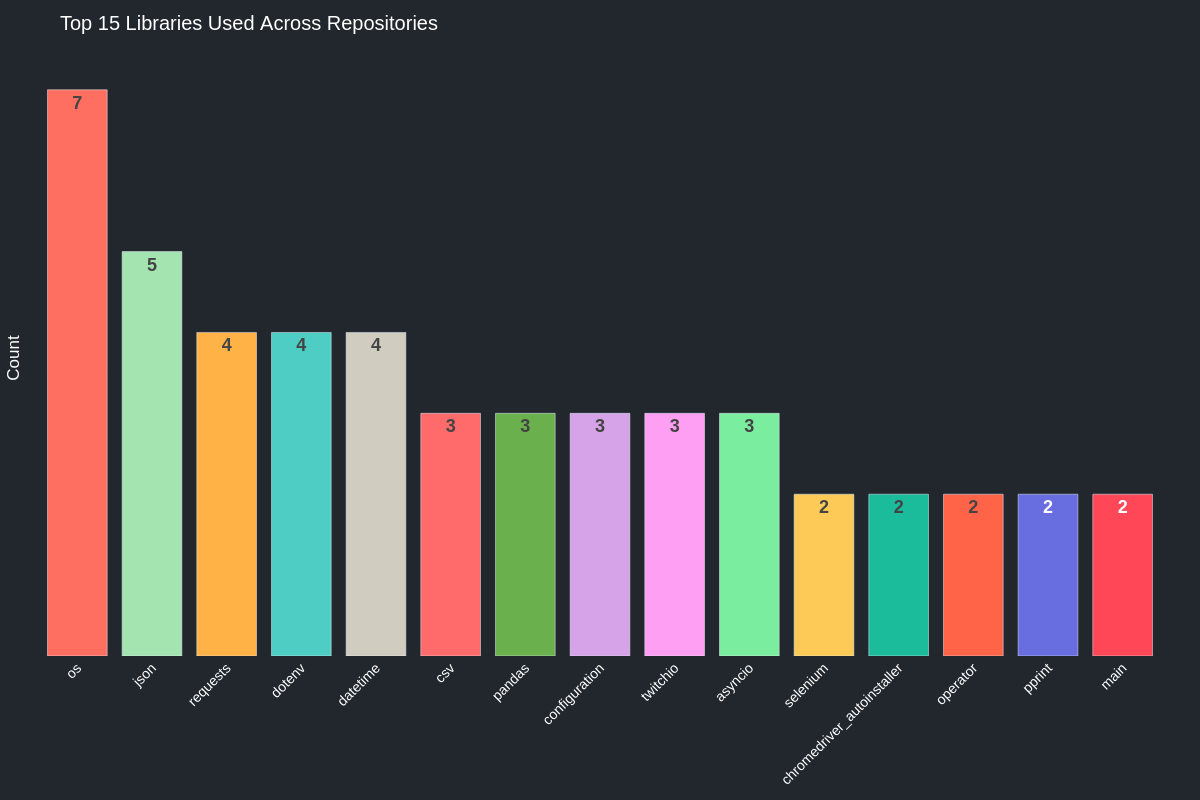 Top 15 Libraries Used Across Repositories
Count
7
5
4
4
4
3
3
3
3
3
2
2
2
2
2
os
json
requests
dotenv
datetime
csv
pandas
configuration
twitchio
asyncio
selenium
chromedriver_autoinstaller
operator
pprint
main